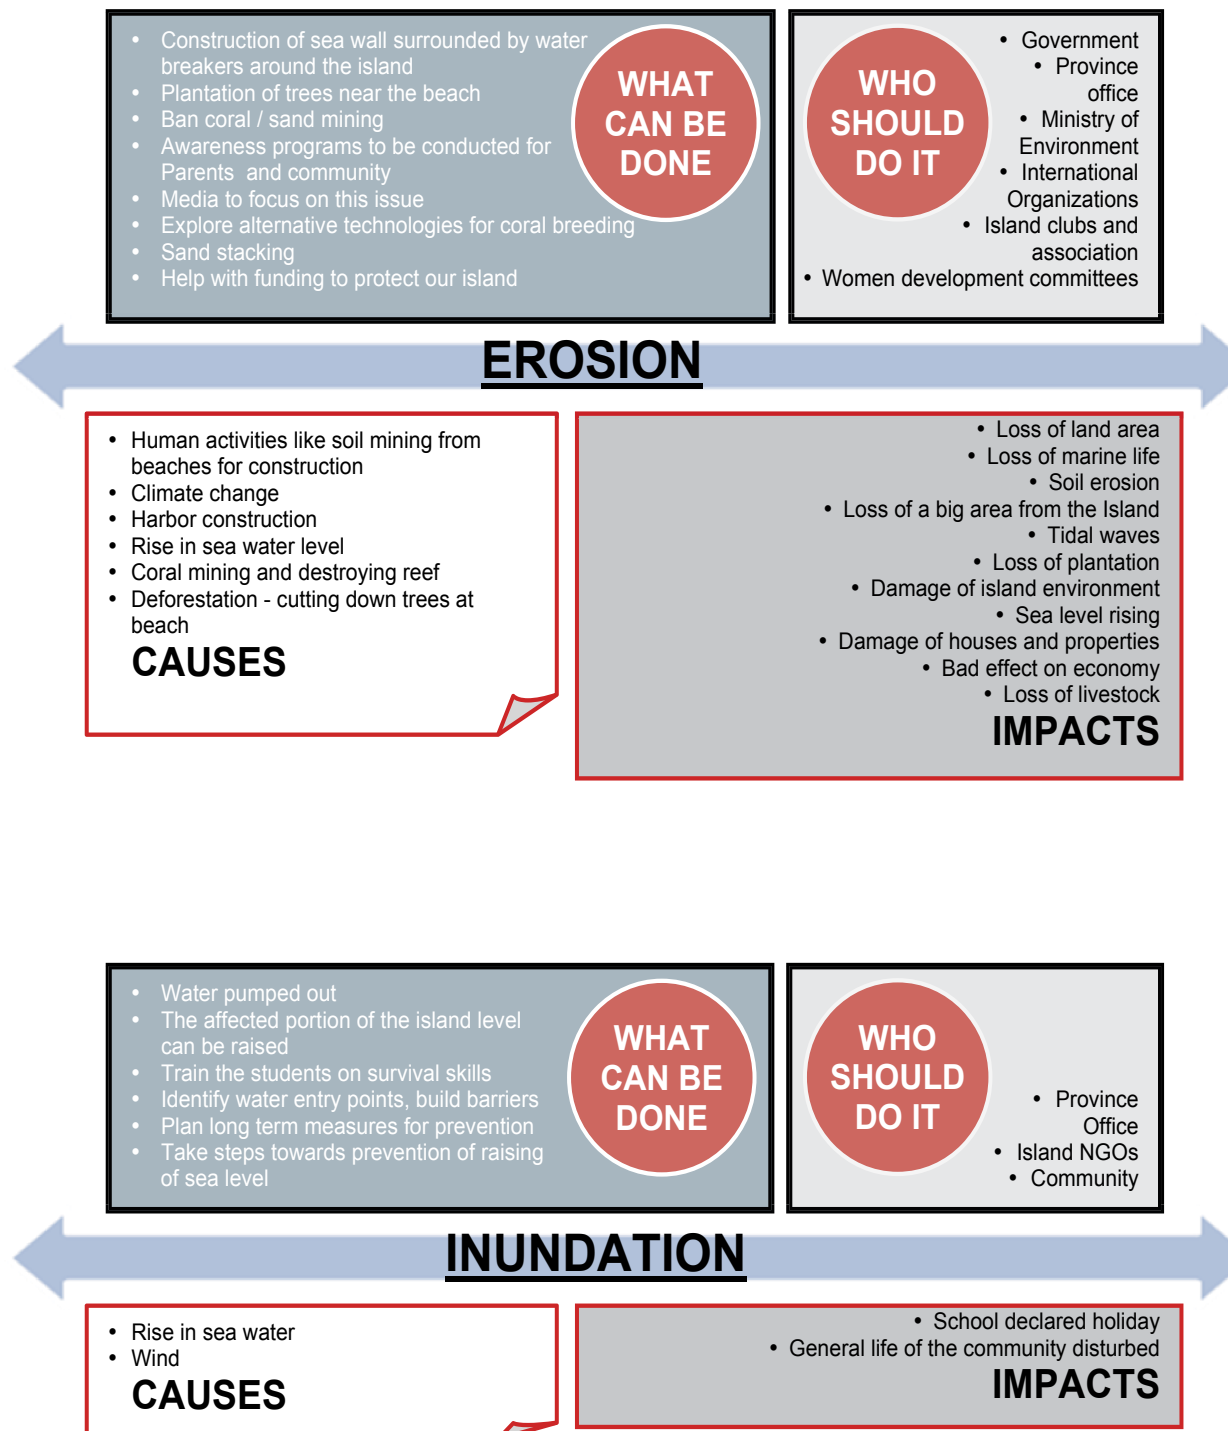 • Construction of sea wall surrounded by water
breakers around the island
• Plantation of trees near the beach
• Ban coral / sand mining
• Awareness programs to be conducted for
Parents and community
• Media to focus on this issue
• Explore alternative technologies for coral breeding
• Sand stacking
• Help with funding to protect our island
WHAT
CAN BE
DONE
WHO
SHOULD
DO IT
• Government
• Province
office
• Ministry of
Environment
• International
Organizations
• Island clubs and
association
• Women development committees
EROSION
• Human activities like soil mining from
beaches for construction
• Climate change
• Harbor construction
• Rise in sea water level
• Coral mining and destroying reef
• Deforestation - cutting down trees at
beach
CAUSES
• Loss of land area
• Loss of marine life
• Soil erosion
• Loss of a big area from the Island
• Tidal waves
• Loss of plantation
• Damage of island environment
• Sea level rising
• Damage of houses and properties
• Bad effect on economy
• Loss of livestock
IMPACTS
• Water pumped out
• The affected portion of the island level
can be raised
• Train the students on survival skills
• Identify water entry points, build barriers
• Plan long term measures for prevention
• Take steps towards prevention of raising
of sea level
WHAT
CAN BE
DONE
WHO
SHOULD
DO IT
• Province
Office
• Island NGOs
• Community
INUNDATION
• Rise in sea water
• Wind
CAUSES
• School declared holiday
• General life of the community disturbed
IMPACTS